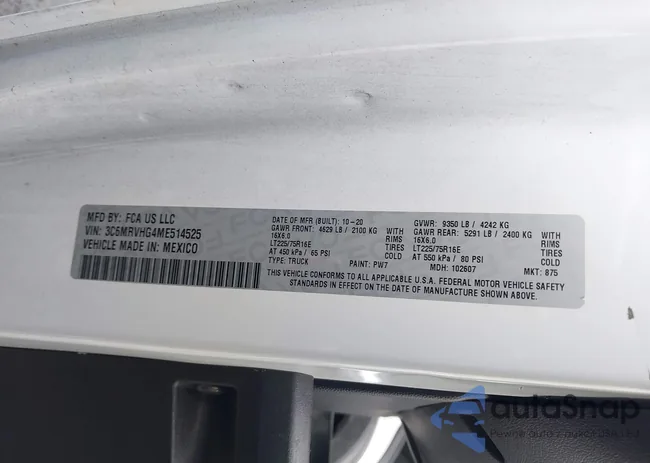 MFD BY: FCA US LLC
VIN: 3C6MRVHG4ME514525
VEHICLE MADE IN: MEXICO
DATE OF MFR (BUILT): 10-20
GAWR FRONT: 4629 LB / 2100 KG
16X6.0 RIMS
LT225/75R16E TIRES
AT 450 kPa / 65 PSI COLD
TYPE: TRUCK PAINT: PW7
GVWR: 9350 LB / 4242 KG
GAWR REAR: 5291 LB / 2400 KG
16X6.0 RIMS
LT225/75R16E TIRES
AT 550 kPa / 80 PSI COLD
MDH: 102607 MKT: 875
THIS VEHICLE CONFORMS TO ALL APPLICABLE U.S.A. FEDERAL MOTOR VEHICLE SAFETY
STANDARDS IN EFFECT ON THE DATE OF MANUFACTURE SHOWN ABOVE.
autoSnap
Pewne auta z